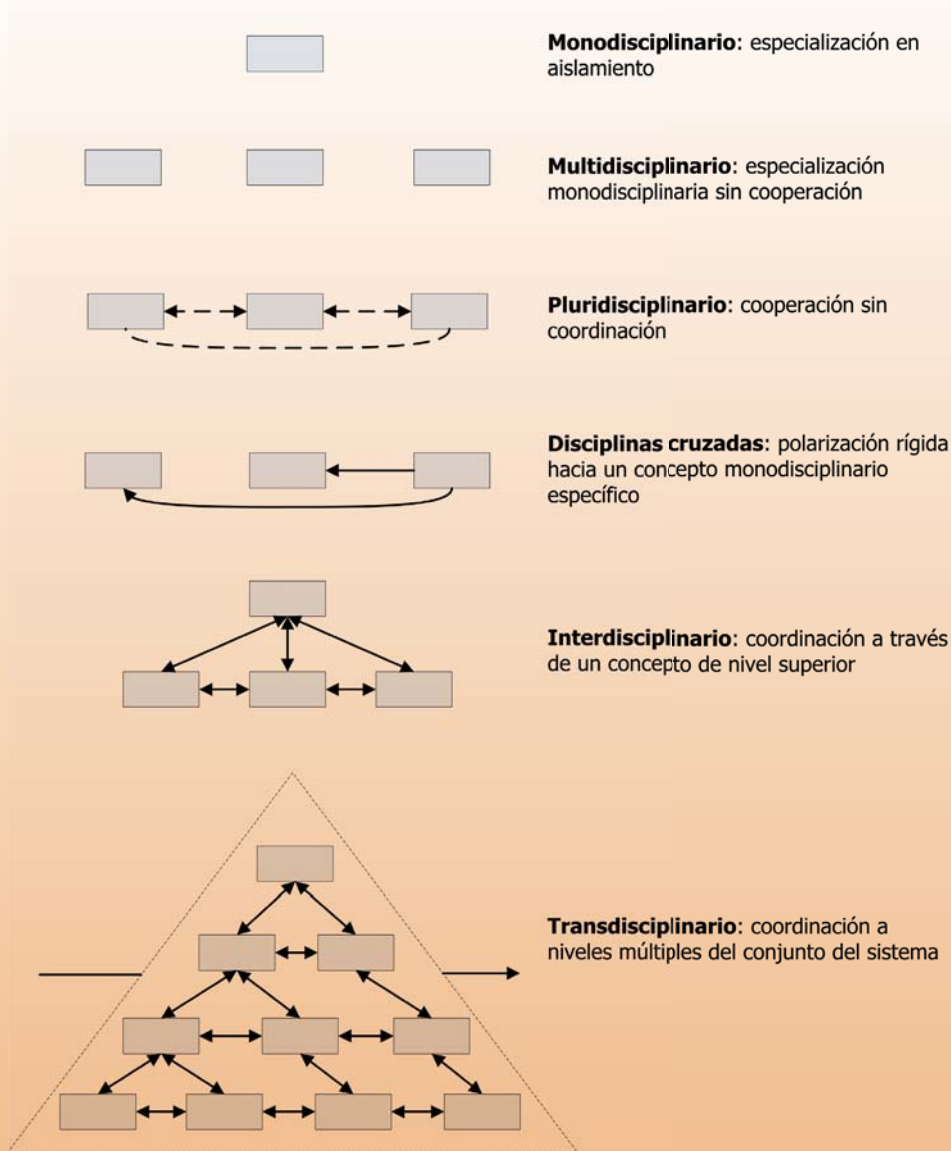 Monodisciplinario: especialización en
aislamiento
Multidisciplinario: especialización
monodisciplinaria sin cooperación
Pluridisciplinario: cooperación sin
coordinación
Disciplinas cruzadas: polarización rígida
hacia un concepto monodisciplinario
específico
Interdisciplinario: coordinación a través
de un concepto de nivel superior
Transdisciplinario: coordinación a
niveles múltiples del conjunto del sistema